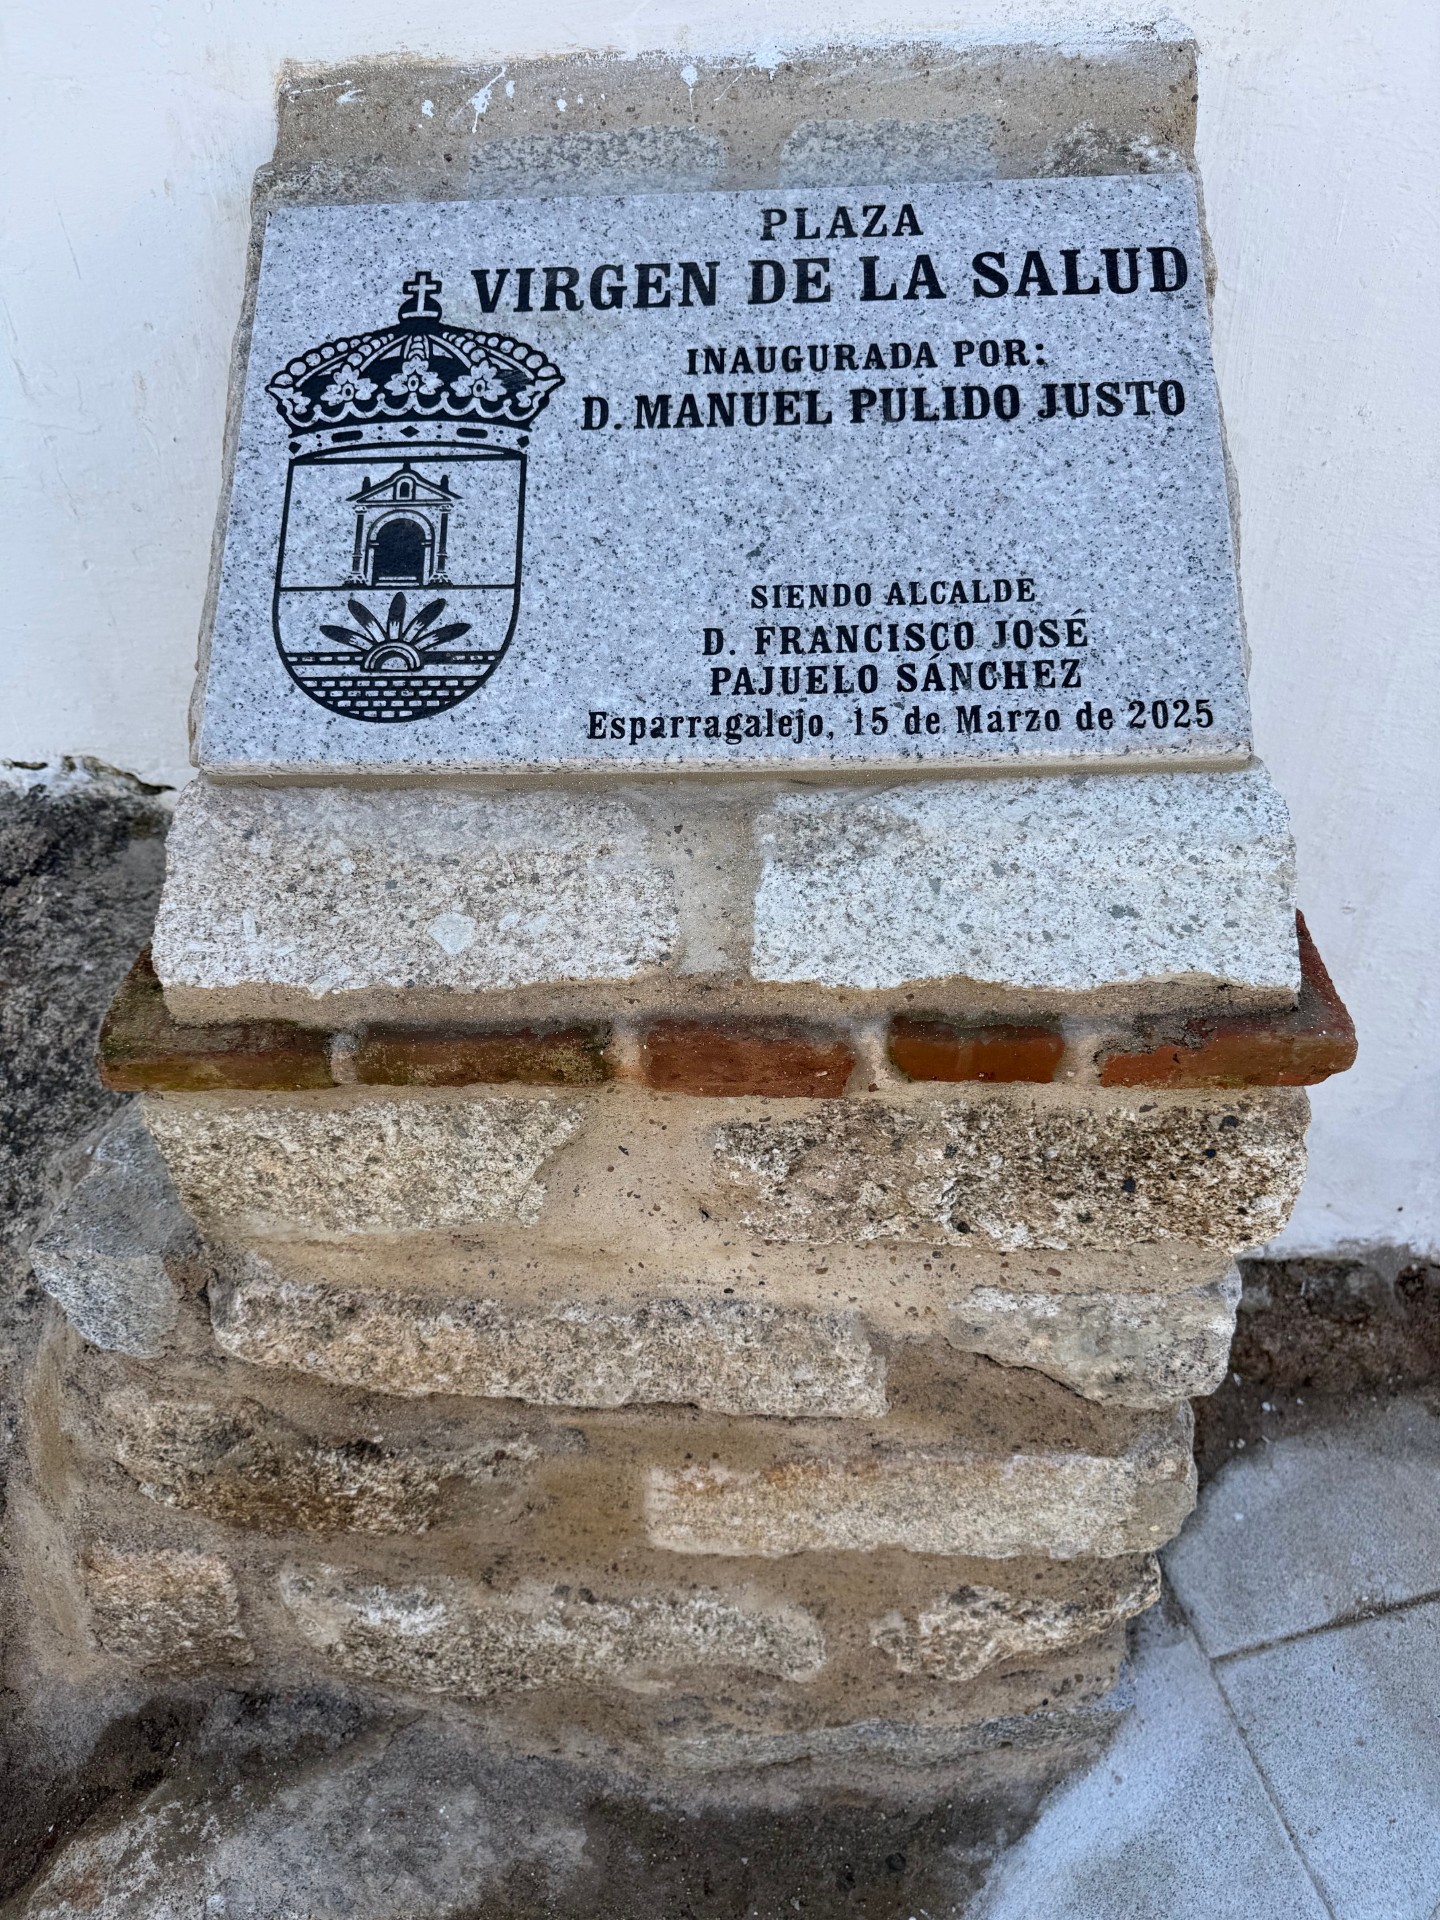 PLAZA
VIRGEN DE LA SALUD
INAUGURADA POR:
D. MANUEL PULIDO JUSTO
SIENDO ALCALDE
D. FRANCISCO JOSÉ
PAJUELO SÁNCHEZ
Esparragalejo, 15 de Marzo de 2025